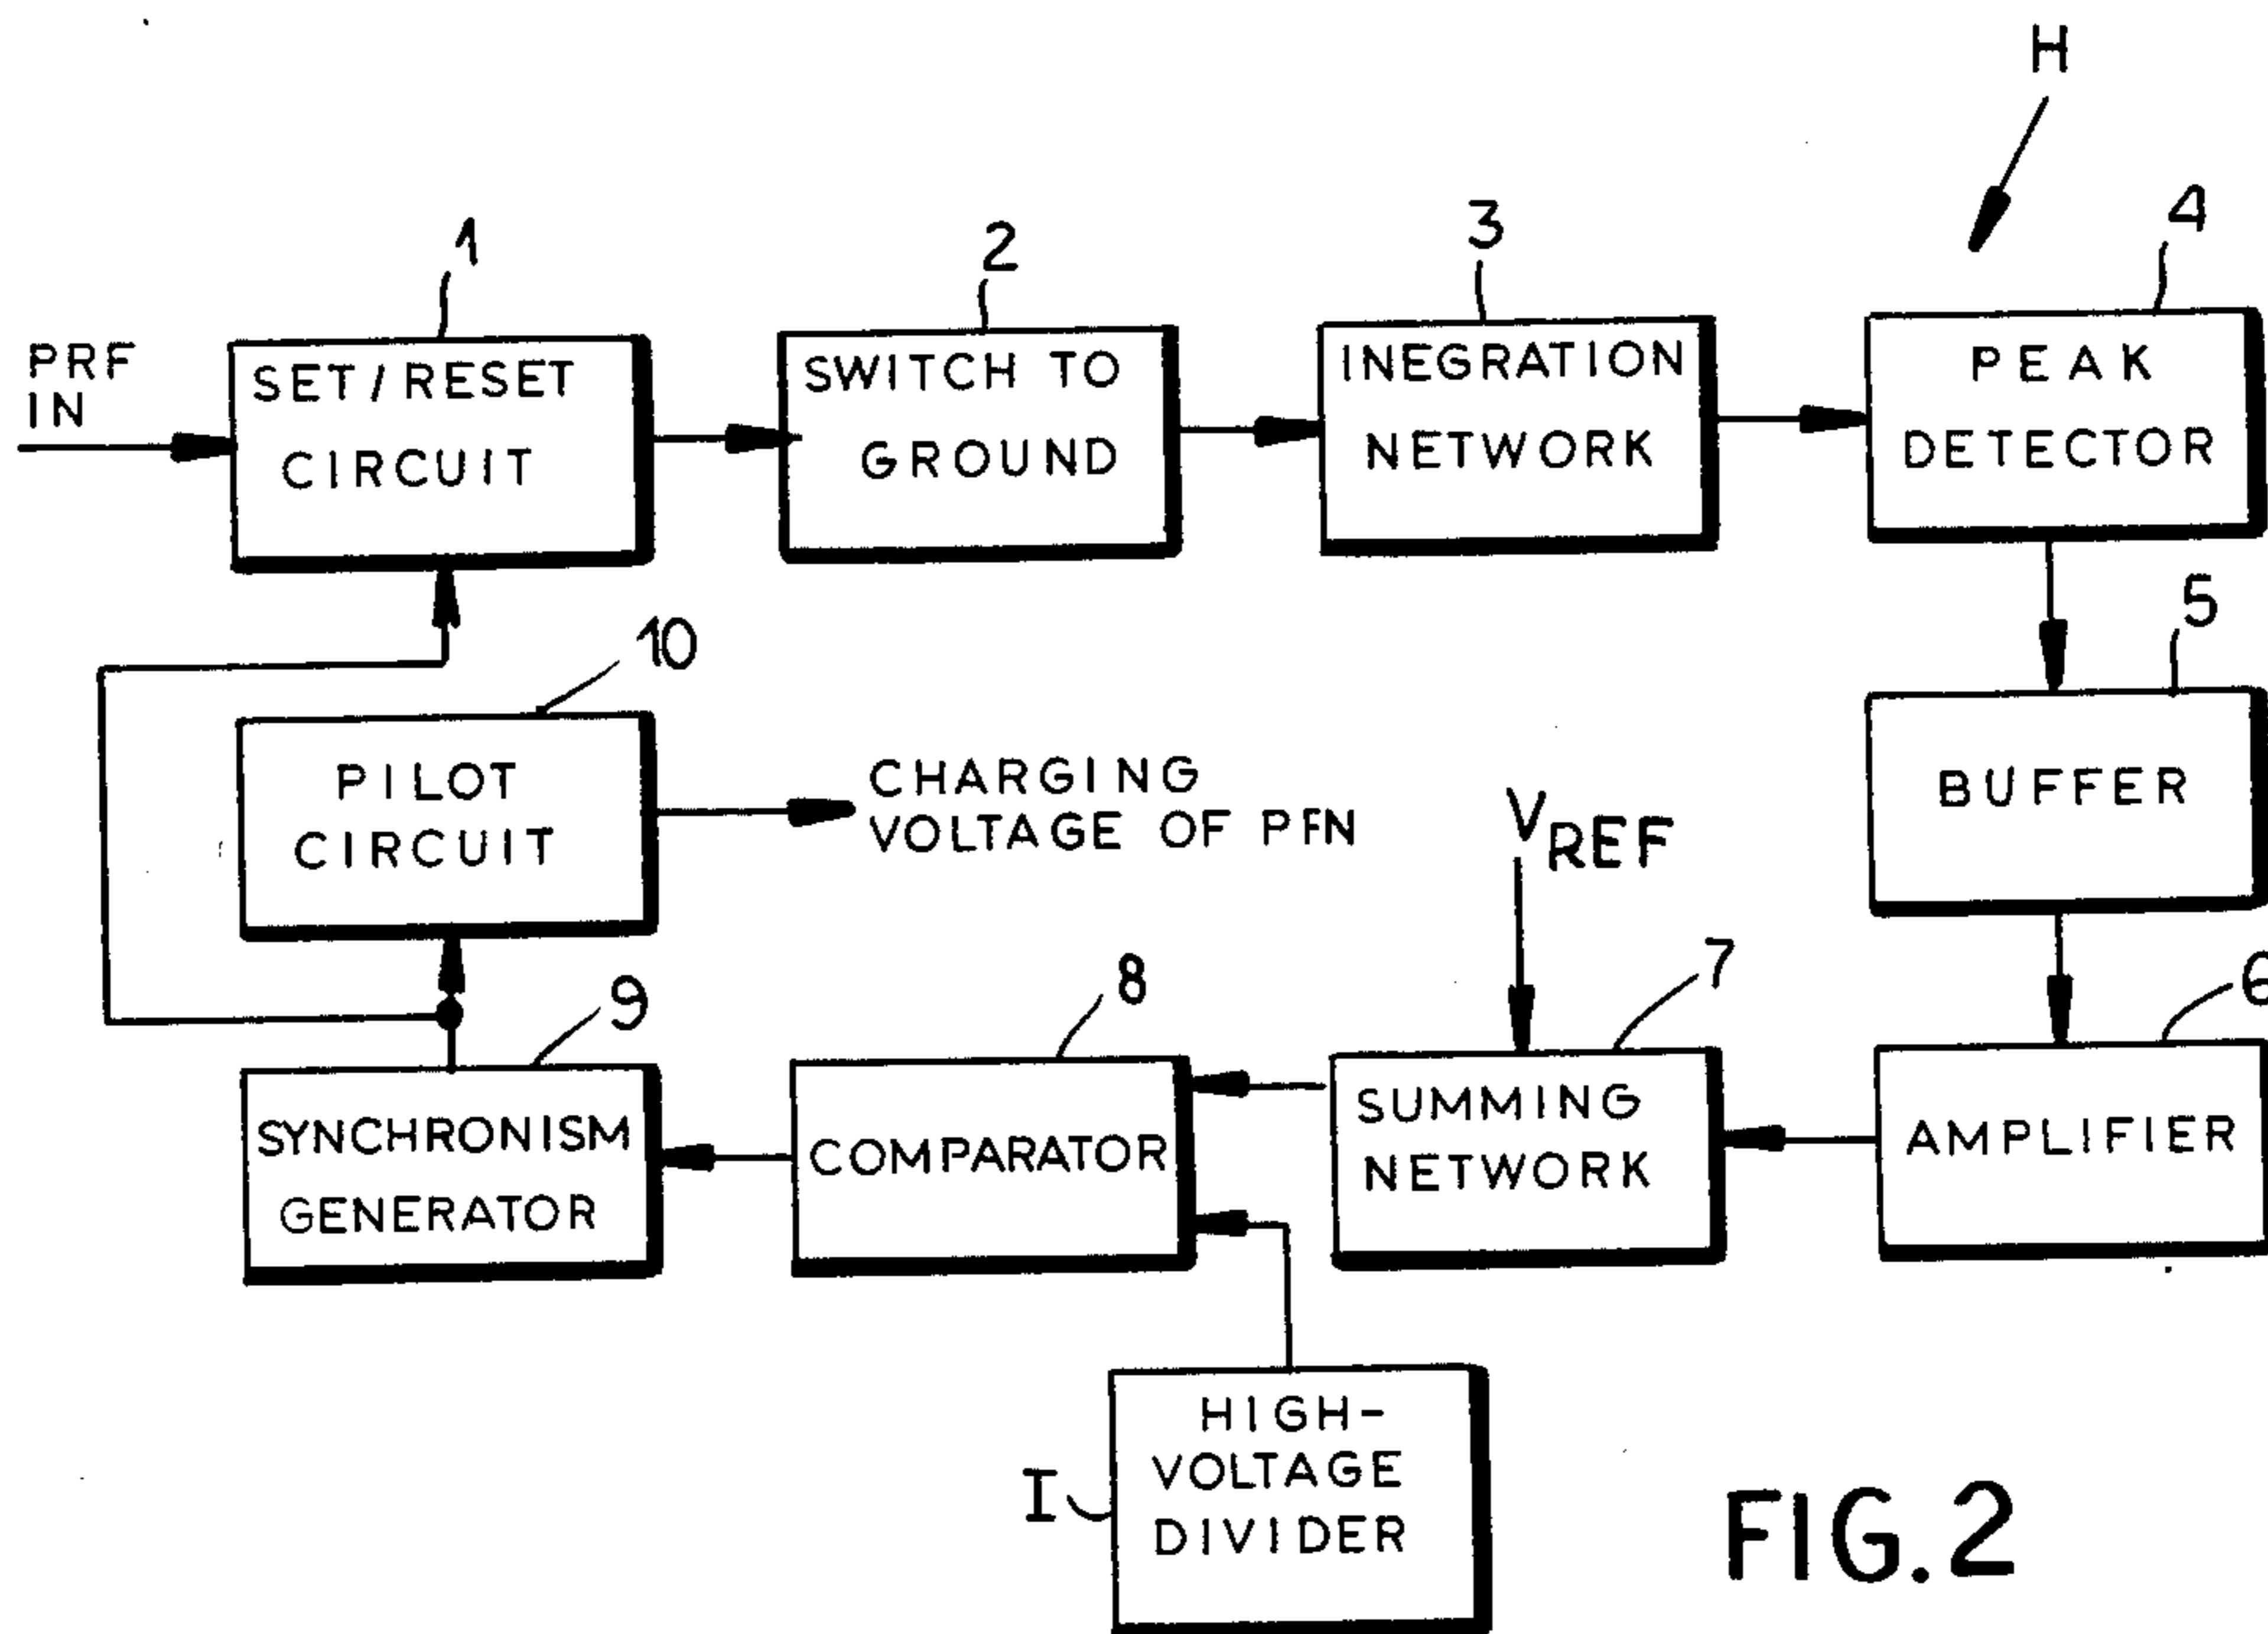 H
1
2
3
4
PRF
IN
SET/RESET
CIRCUIT
SWITCH TO
GROUND
INEGRATION
NETWORK
PEAK
DETECTOR
10
5
PILOT
CIRCUIT
CHARGING
VOLTAGE OF PFN
VREF
BUFFER
9
8
7
6
SYNCHRONISM
GENERATOR
COMPARATOR
SUMMING
NETWORK
AMPLIFIER
I
HIGH-
VOLTAGE
DIVIDER
FIG.2